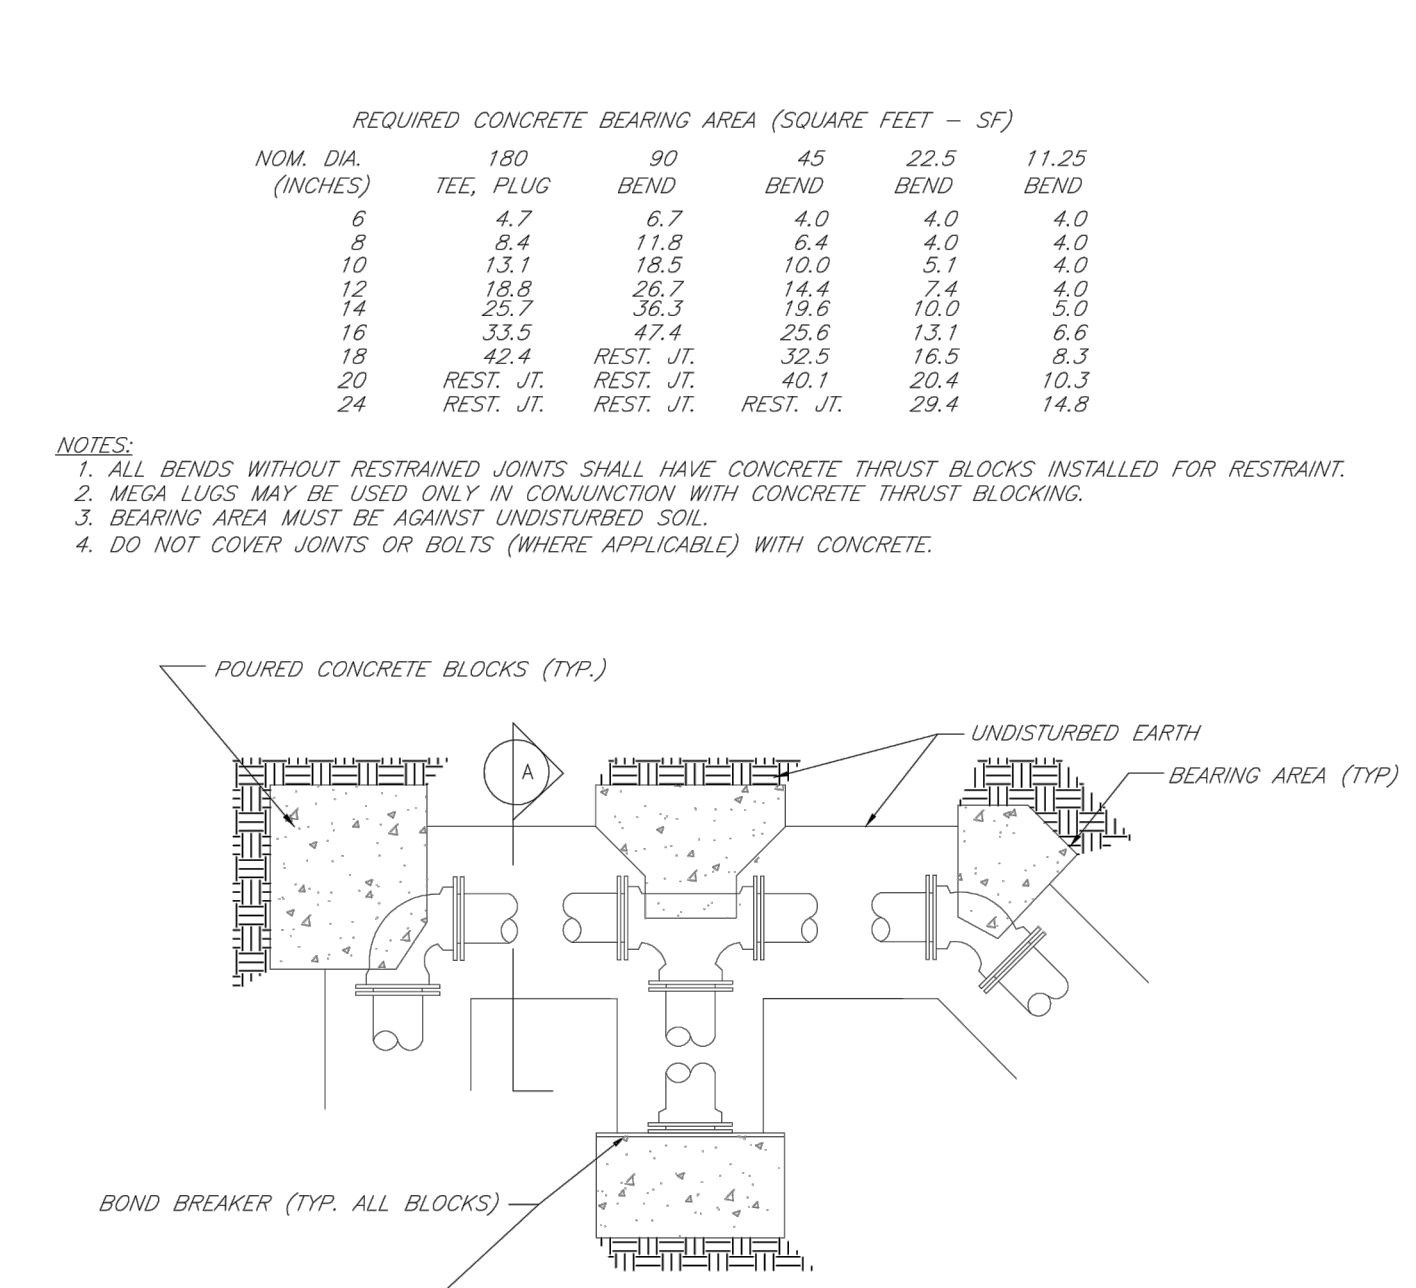 REQUIRED CONCRETE BEARING AREA (SQUARE FEET – SF)
NOM. DIA. 180 90 45 22.5 11.25
(INCHES) TEE, PLUG BEND BEND BEND BEND
6 4.7 6.7 4.0 4.0 4.0
8 8.4 11.8 6.4 4.0 4.0
10 13.1 18.5 10.0 5.1 4.0
12 18.8 26.7 14.4 7.4 4.0
14 25.7 36.3 19.6 10.0 5.0
16 33.5 47.4 25.6 13.1 6.6
18 42.4 REST. JT. 32.5 16.5 8.3
20 REST. JT. REST. JT. 40.1 20.4 10.3
24 REST. JT. REST. JT. REST. JT. 29.4 14.8
NOTES:
1. ALL BENDS WITHOUT RESTRAINED JOINTS SHALL HAVE CONCRETE THRUST BLOCKS INSTALLED FOR RESTRAINT.
2. MEGA LUGS MAY BE USED ONLY IN CONJUNCTION WITH CONCRETE THRUST BLOCKING.
3. BEARING AREA MUST BE AGAINST UNDISTURBED SOIL.
4. DO NOT COVER JOINTS OR BOLTS (WHERE APPLICABLE) WITH CONCRETE.
POURED CONCRETE BLOCKS (TYP.)
UNDISTURBED EARTH
A
BEARING AREA (TYP)
BOND BREAKER (TYP. ALL BLOCKS)